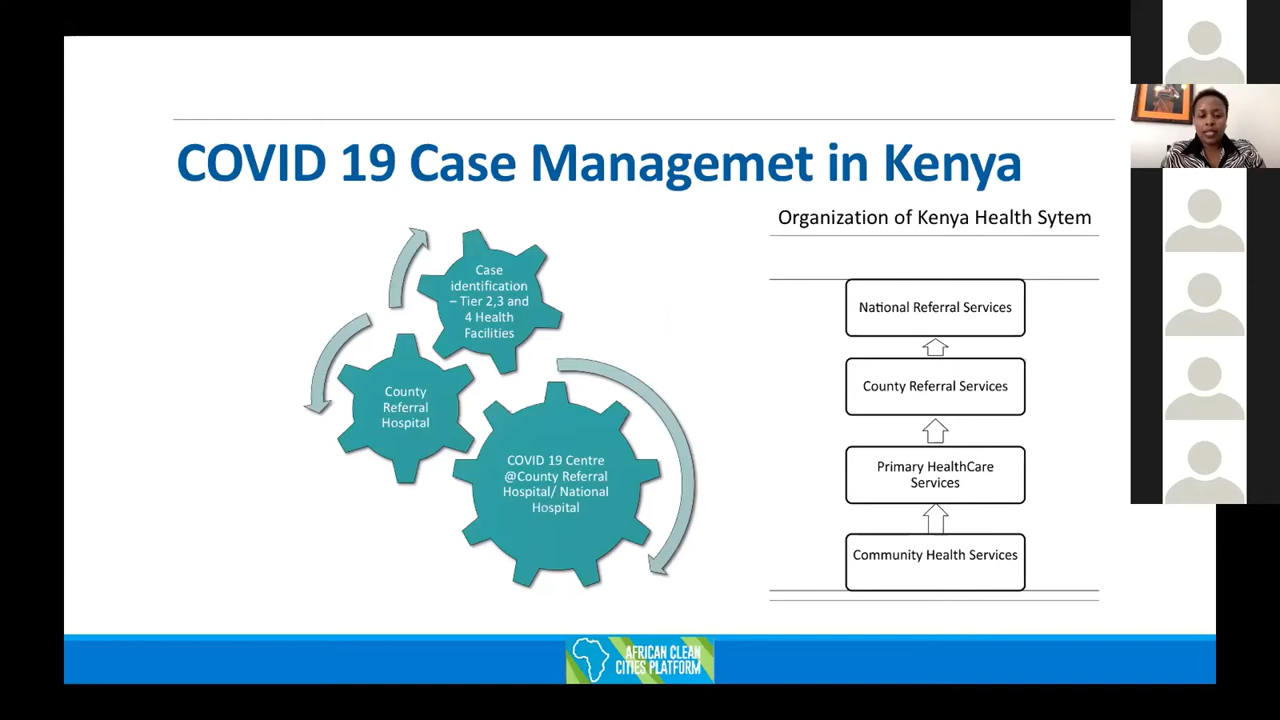 COVID 19 Case Managemet in Kenya
Case
identification
– Tier 2,3 and
4 Health
Facilities
County
Referral
Hospital
COVID 19 Centre
@County Referral
Hospital/ National
Hospital
Organization of Kenya Health Sytem
National Referral Services
County Referral Services
Primary HealthCare
Services
Community Health Services
AFRICAN CLEAN
CITIES PLATFORM